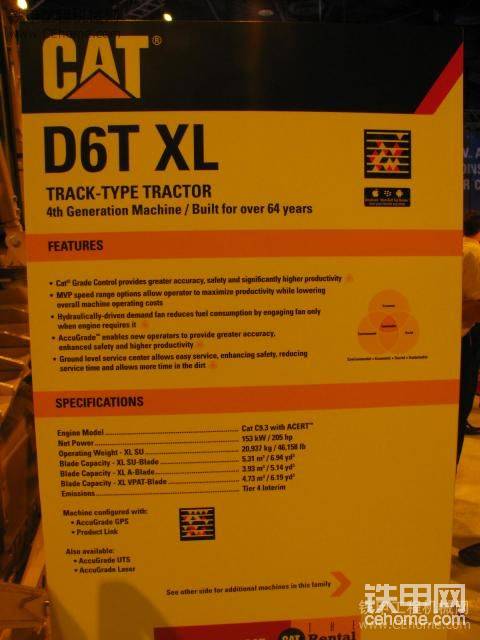 CAT®
D6T XL
TRACK-TYPE TRACTOR
4th Generation Machine / Built for over 64 years
FEATURES
• Cat® Grade Control provides greater accuracy, safety and significantly higher productivity
• MVP speed range options allow operator to maximize productivity while lowering
overall machine operating costs
• Hydraulically-driven demand fan reduces fuel consumption by engaging fan only
when engine requires it
• AccuGrade™ enables new operators to provide greater accuracy,
enhanced safety and higher productivity
• Ground level service center allows easy service, enhancing safety, reducing
service time and allows more time in the dirt
SPECIFICATIONS
Engine Model Cat C9.3 with ACERT™
Net Power 153 kW / 205 hp
Operating Weight - XL SU 20,937 kg / 46,158 lb
Blade Capacity - XL SU-Blade 5.31 m³ / 6.94 yd³
Blade Capacity - XL A-Blade 3.93 m³ / 5.14 yd³
Blade Capacity - XL VPAT-Blade 4.73 m³ / 6.19 yd³
Emissions Tier 4 Interim
Machine configured with:
• AccuGrade GPS
• Product Link
Also available:
• AccuGrade UTS
• AccuGrade Laser
See other side for additional machines in this family
CAT Rental
铁甲网
cehome.com